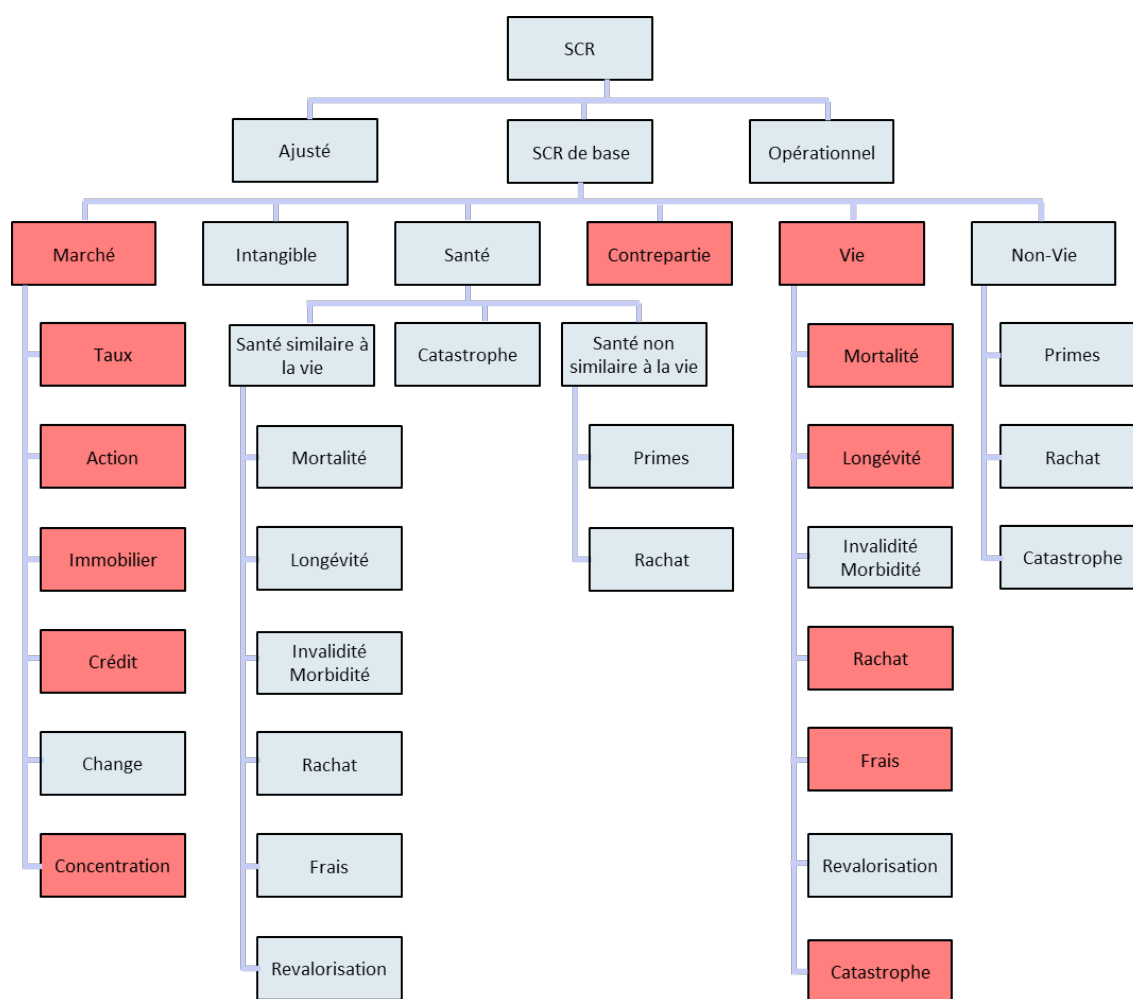 SCR
Ajusté
SCR de base
Opérationnel
Marché
Intangible
Santé
Contrepartie
Vie
Non-Vie
Taux
Action
Immobilier
Crédit
Change
Concentration
Santé similaire à
la vie
Mortalité
Longévité
Invalidité
Morbidité
Rachat
Frais
Revalorisation
Catastrophe
Santé non
similaire à la vie
Primes
Rachat
Mortalité
Longévité
Invalidité
Morbidité
Rachat
Frais
Revalorisation
Catastrophe
Primes
Rachat
Catastrophe